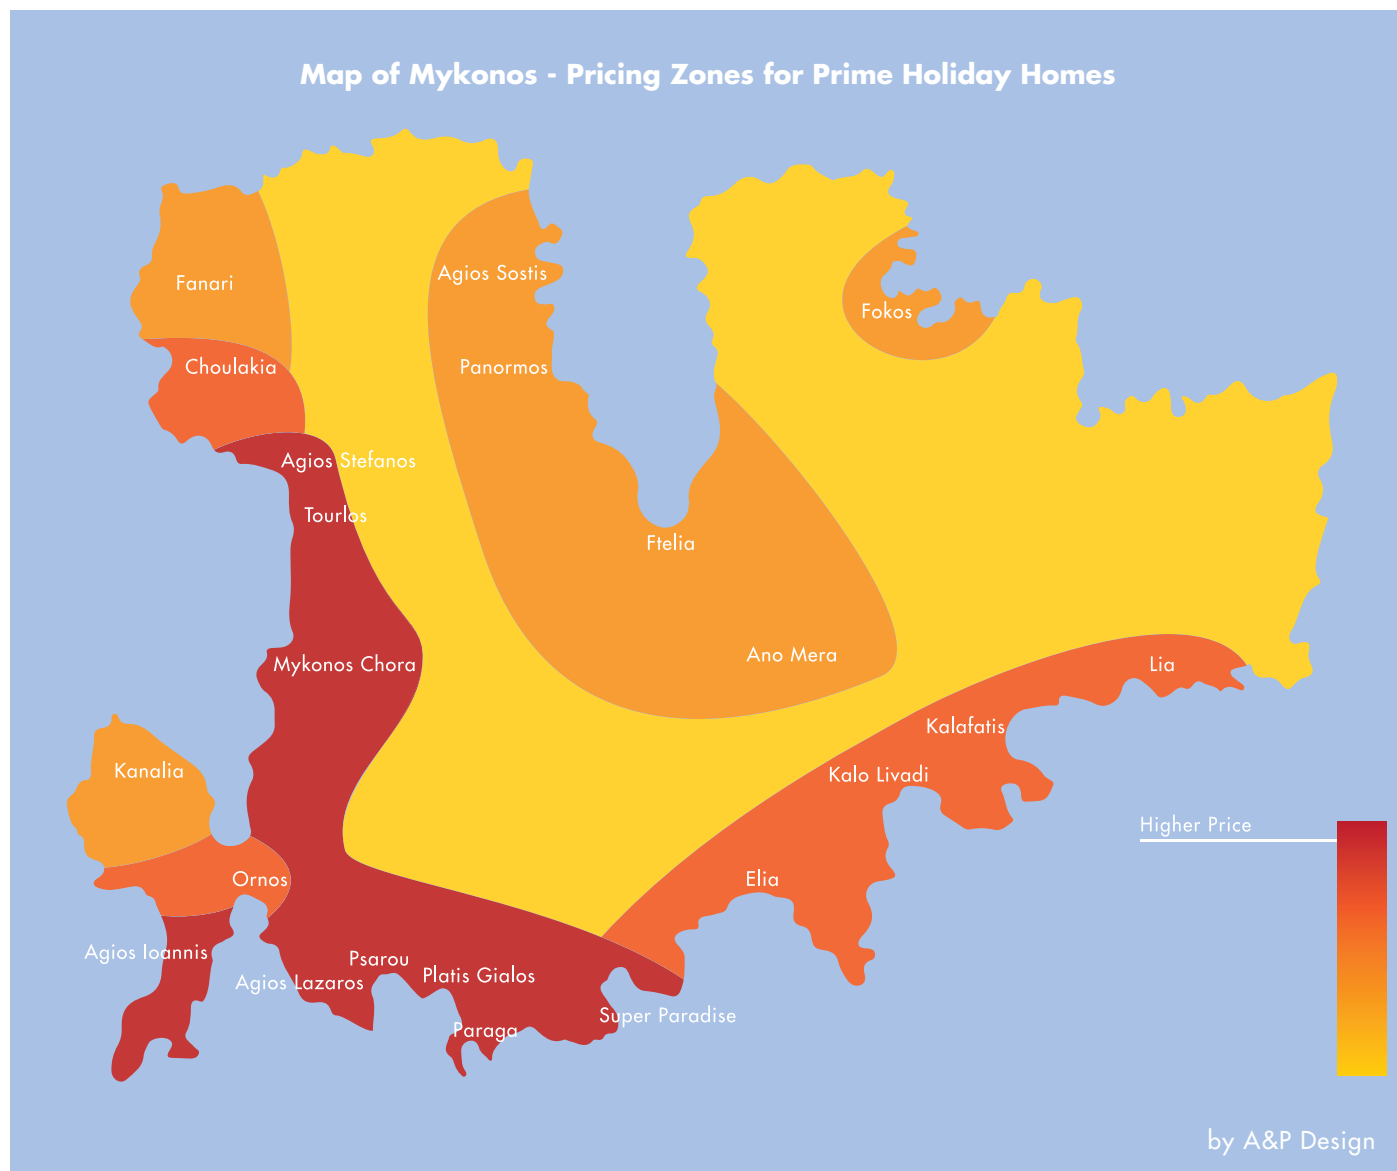 Map of Mykonos - Pricing Zones for Prime Holiday Homes
Agios Sostis
Fanari
Fokos
Choulakia
Panormos
Agios Stefanos
Tourlos
Ftelia
Ano Mera
Mykonos Chora
Lia
Kalafatis
Kanalia
Kalo Livadi
Higher Price
Ornos
Elia
Agios Ioannis
Psarou
Platis Gialos
Agios Lazaros
Super Paradise
Paraga
by A&P Design